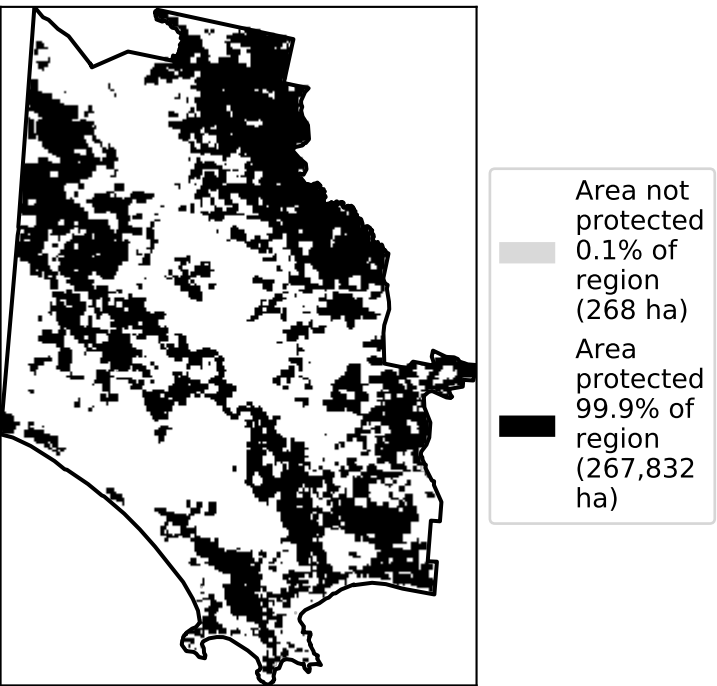 Area not
protected
0.1% of
region
(268 ha)
Area
protected
99.9% of
region
(267,832
ha)